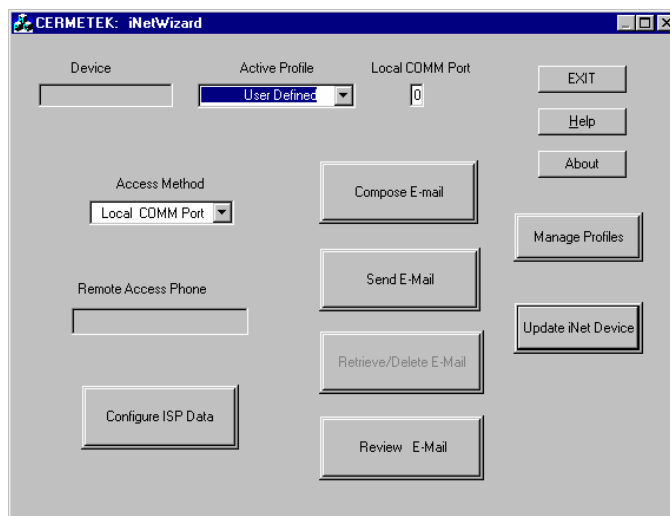 CERMETEK: iNetWizard
Device
Active Profile
Local COMM Port
User Defined
0
EXIT
Help
About
Access Method
Local COMM Port
Compose E-mail
Manage Profiles
Send E-Mail
Remote Access Phone
Update iNet Device
Retrieve/Delete E-Mail
Configure ISP Data
Review E-Mail